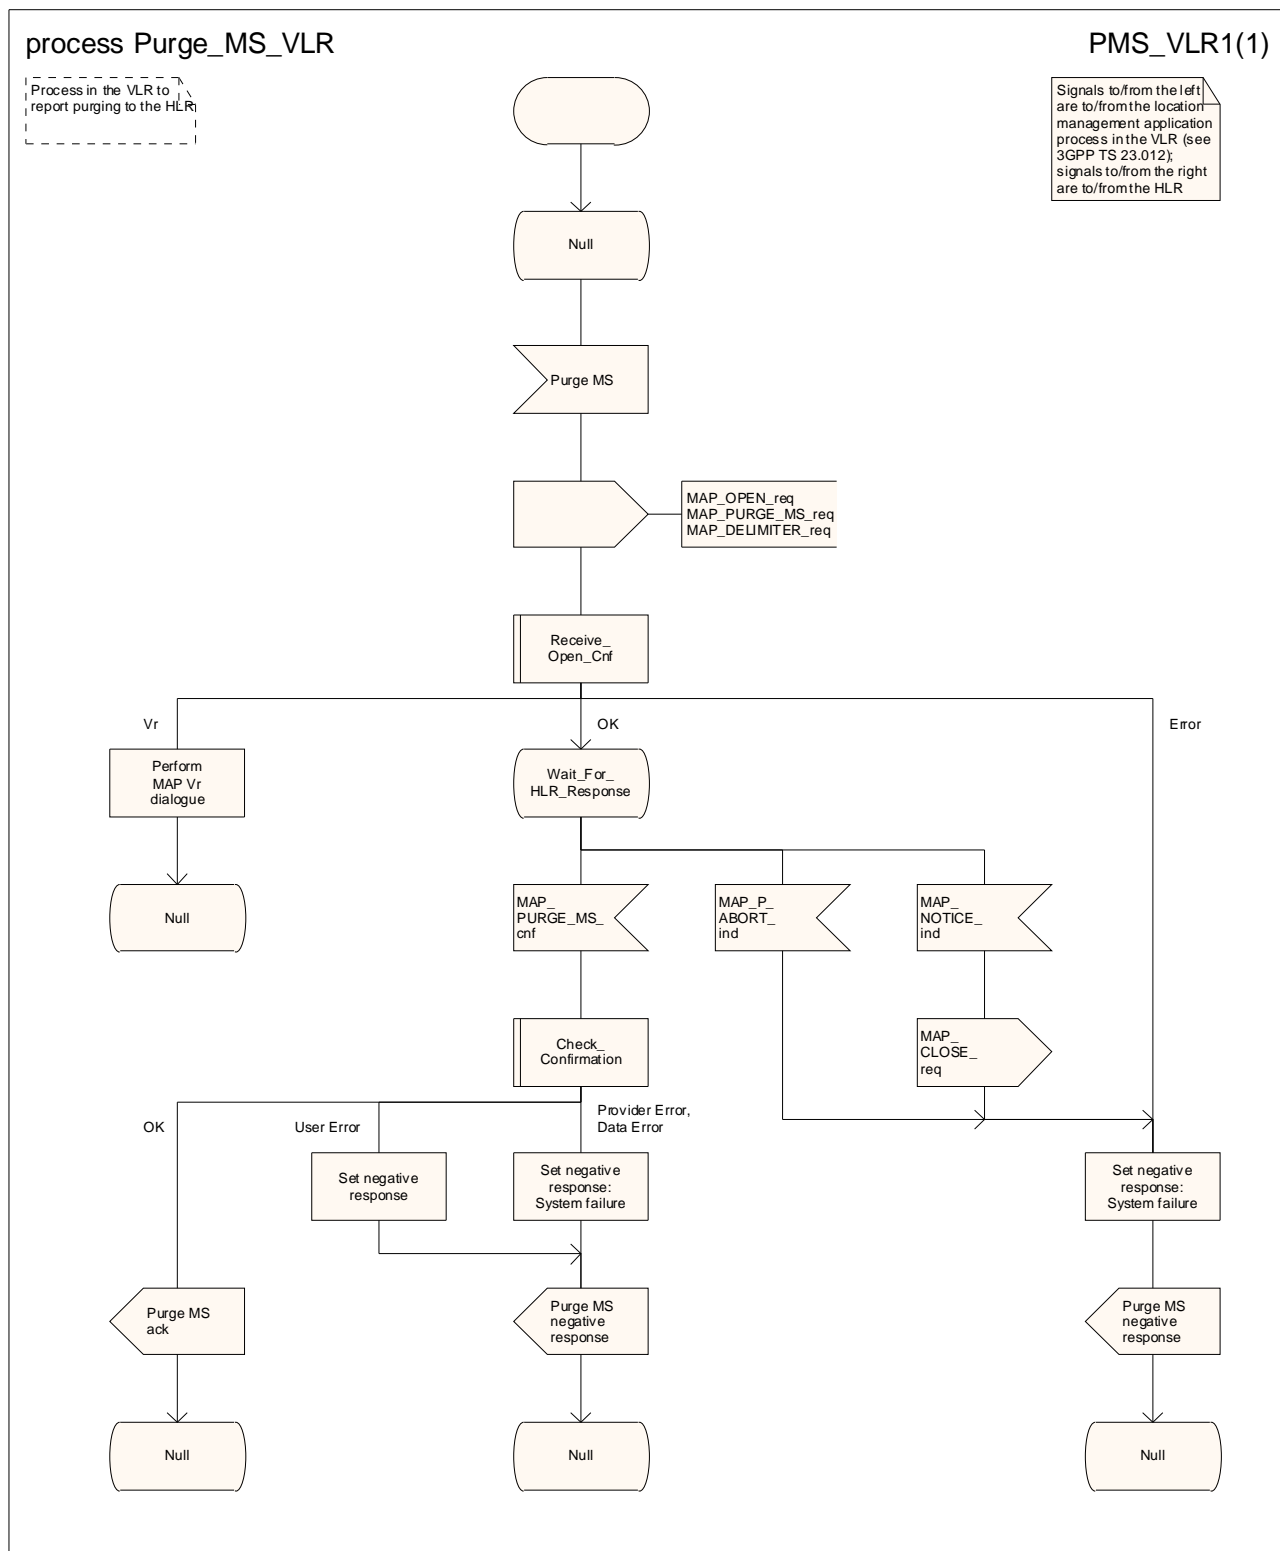 process Purge_MS_VLR
PMS_VLR1(1)
Process in the VLR to
report purging to the HLR
Signals to/from the left
are to/from the location
management application
process in the VLR (see
3GPP TS 23.012);
signals to/from the right
are to/from the HLR
Null
Purge MS
MAP_OPEN_req
MAP_PURGE_MS_req
MAP_DELIMITER_req
Receive_
Open_Cnf
Vr
OK
Error
Perform
MAP Vr
dialogue
Wait_For_
HLR_Response
Null
MAP_
PURGE_MS_
cnf
MAP_P_
ABORT_
ind
MAP_
NOTICE_
ind
Check_
Confirmation
MAP_
CLOSE_
req
OK
User Error
Provider Error,
Data Error
Set negative
response
Set negative
response:
System failure
Set negative
response:
System failure
Purge MS
ack
Purge MS
negative
response
Purge MS
negative
response
Null
Null
Null